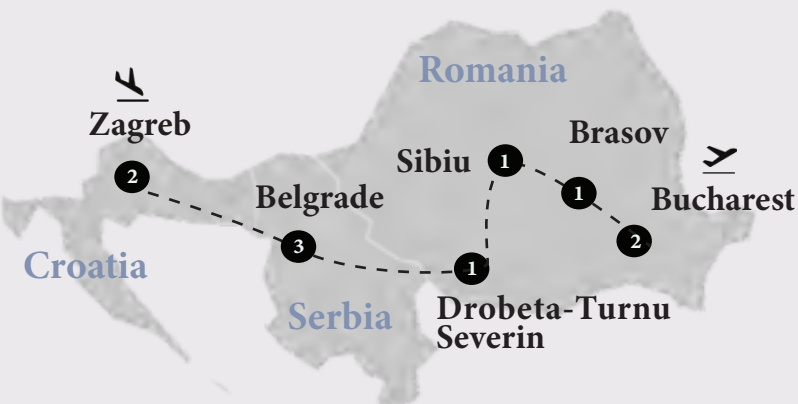 Romania
Zagreb
Brasov
Sibiu
1
2
1
Belgrade
Bucharest
3
2
Croatia
1
Serbia
Drobeta-Turnu
Severin